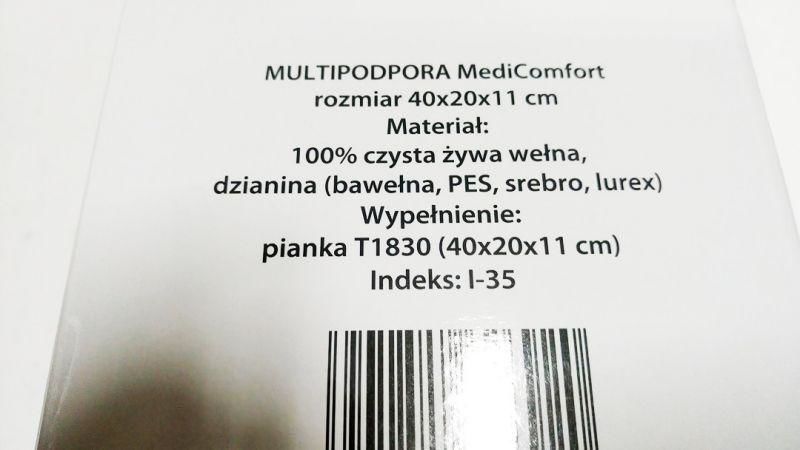 MULTIPODPORA MediComfort
rozmiar 40x20x11 cm
Materiał:
100% czysta żywa wełna,
dzianina (bawełna, PES, srebro, lurex)
Wypełnienie:
pianka T1830 (40x20x11 cm)
Indeks: I-35